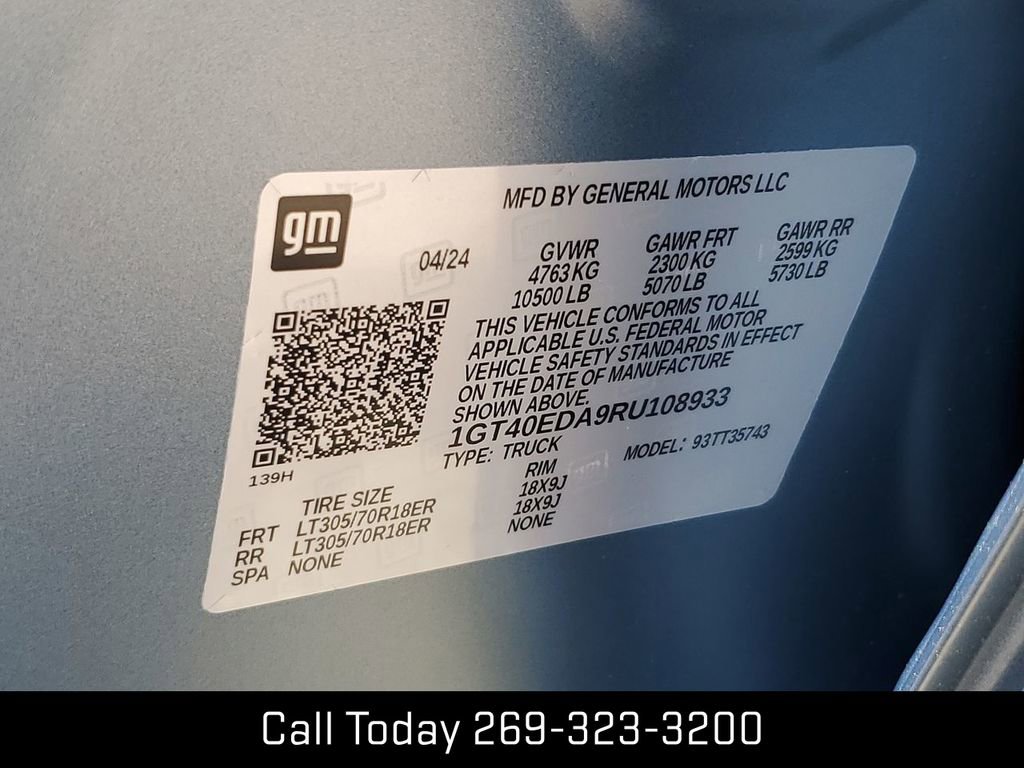 gm
MFD BY GENERAL MOTORS LLC
04/24
GVWR GAWR FRT GAWR RR
4763 KG 2300 KG 2599 KG
10500 LB 5070 LB 5730 LB
THIS VEHICLE CONFORMS TO ALL
APPLICABLE U.S. FEDERAL MOTOR
VEHICLE SAFETY STANDARDS IN EFFECT
ON THE DATE OF MANUFACTURE
SHOWN ABOVE.
1GT40EDA9RU108933
TYPE: TRUCK MODEL: 93TT35743
139H
TIRE SIZE RIM
FRT LT305/70R18ER 18X9J
RR LT305/70R18ER 18X9J
SPA NONE NONE
Call Today 269-323-3200